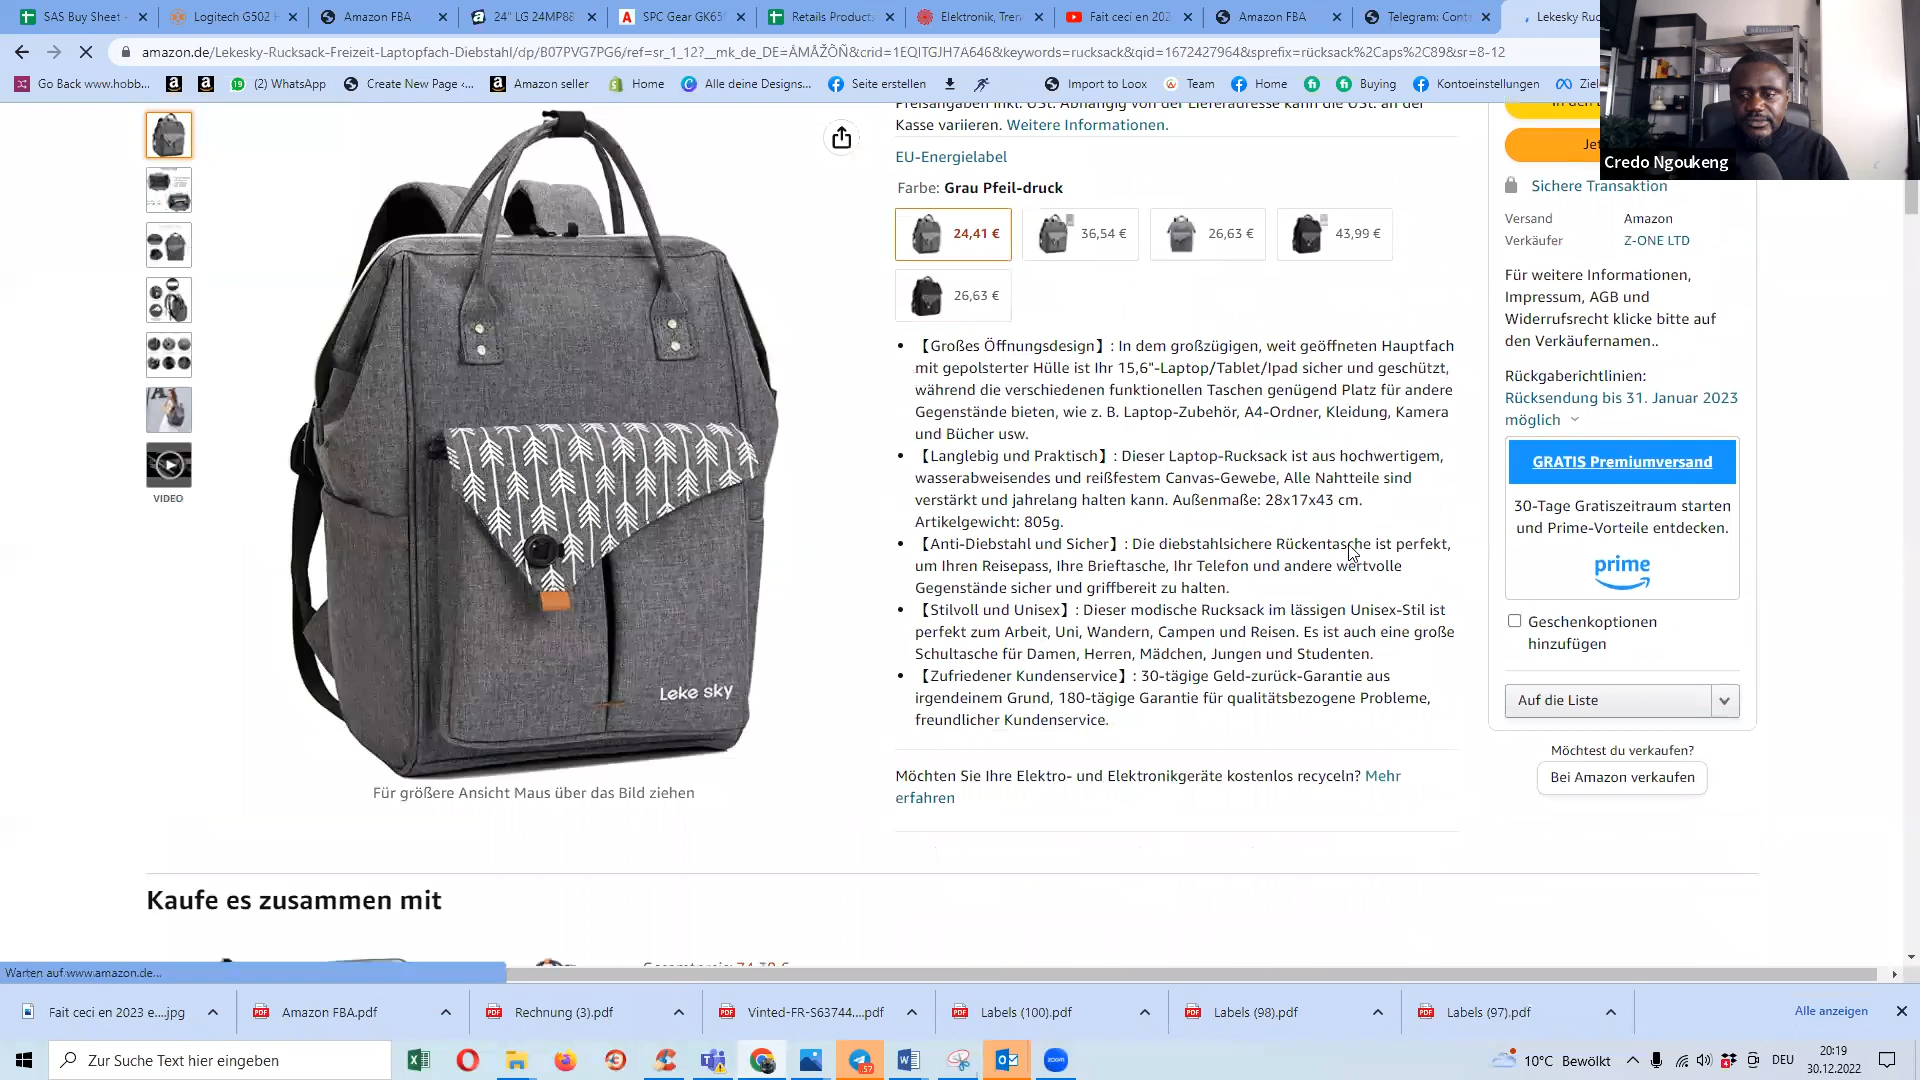 SAS Buy Sheet -
Logitech G502 H
Amazon FBA
24" LG 24MP88
SPC Gear GK65
Retails Products
Elektronik, Tren
Fait ceci en 202
Amazon FBA
Telegram: Conta
Lekesky Ruc
amazon.de/Lekesky-Rucksack-Freizeit-Laptopfach-Diebstahl/dp/B07PVG7PG6/ref=sr_1_12?__mk_de_DE=ÅMÅŽÕÑ&crid=1EQITGJH7A646&keywords=rucksack&qid=1672427964&sprefix=rücksack%2Caps%2C89&sr=8-12
Go Back www.hobb...
(2) WhatsApp
Create New Page ‹...
Amazon seller
Home
Alle deine Designs...
Seite erstellen
Import to Loox
Team
Home
Buying
Kontoeinstellungen
Ziel
Credo Ngoukeng
Preisangaben inkl. USt. Abhängig von der Lieferadresse kann die USt. an der
Kasse variieren. Weitere Informationen.
EU-Energielabel
Farbe: Grau Pfeil-druck
24,41 €
36,54 €
26,63 €
43,99 €
26,63 €
• 【Großes Öffnungsdesign】: In dem großzügigen, weit geöffneten Hauptfach
mit gepolsterter Hülle ist Ihr 15,6"-Laptop/Tablet/Ipad sicher und geschützt,
während die verschiedenen funktionellen Taschen genügend Platz für andere
Gegenstände bieten, wie z. B. Laptop-Zubehör, A4-Ordner, Kleidung, Kamera
und Bücher usw.
• 【Langlebig und Praktisch】: Dieser Laptop-Rucksack ist aus hochwertigem,
wasserabweisendes und reißfestem Canvas-Gewebe, Alle Nahtteile sind
verstärkt und jahrelang halten kann. Außenmaße: 28x17x43 cm.
Artikelgewicht: 805g.
• 【Anti-Diebstahl und Sicher】: Die diebstahlsichere Rückentasche ist perfekt,
um Ihren Reisepass, Ihre Brieftasche, Ihr Telefon und andere wertvolle
Gegenstände sicher und griffbereit zu halten.
• 【Stilvoll und Unisex】: Dieser modische Rucksack im lässigen Unisex-Stil ist
perfekt zum Arbeit, Uni, Wandern, Campen und Reisen. Es ist auch eine große
Schultasche für Damen, Herren, Mädchen, Jungen und Studenten.
• 【Zufriedener Kundenservice】: 30-tägige Geld-zurück-Garantie aus
irgendeinem Grund, 180-tägige Garantie für qualitätsbezogene Probleme,
freundlicher Kundenservice.
Möchten Sie Ihre Elektro- und Elektronikgeräte kostenlos recyceln? Mehr
erfahren
Leke sky
VIDEO
Für größere Ansicht Maus über das Bild ziehen
Sichere Transaktion
Versand Amazon
Verkäufer Z-ONE LTD
Für weitere Informationen,
Impressum, AGB und
Widerrufsrecht klicke bitte auf
den Verkäufernamen..
Rückgaberichtlinien:
Rücksendung bis 31. Januar 2023
möglich
GRATIS Premiumversand
30-Tage Gratiszeitraum starten
und Prime-Vorteile entdecken.
prime
Geschenkoptionen
hinzufügen
Auf die Liste
Möchtest du verkaufen?
Bei Amazon verkaufen
Kaufe es zusammen mit
Warten auf www.amazon.de...
Fait ceci en 2023 e....jpg
Amazon FBA.pdf
Rechnung (3).pdf
Vinted-FR-S63744....pdf
Labels (100).pdf
Labels (98).pdf
Labels (97).pdf
Alle anzeigen
Zur Suche Text hier eingeben
57
10°C Bewölkt
DEU
20:19
30.12.2022